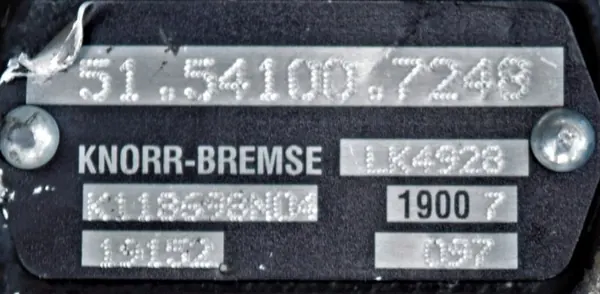 51.54100.7248
KNORR-BREMSE LK4928
K118698N04 1900 7
19152 097